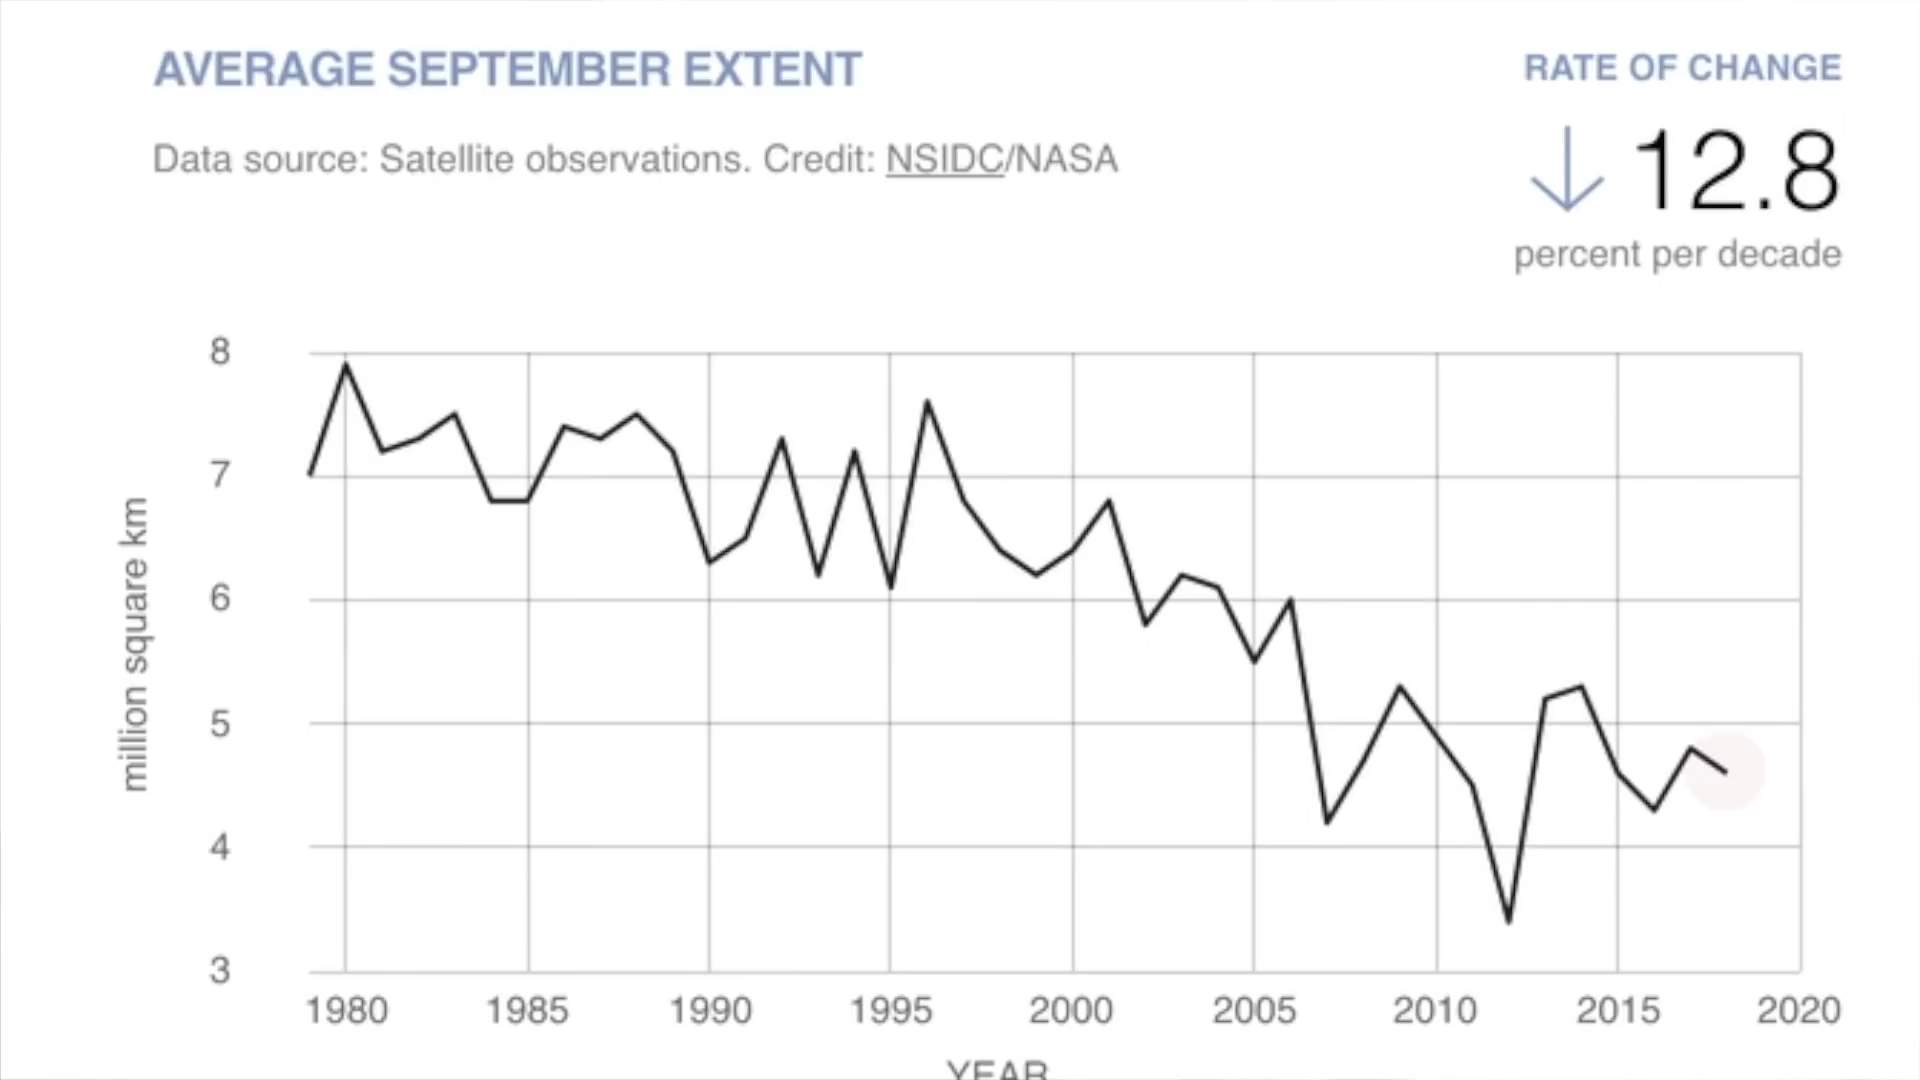 AVERAGE SEPTEMBER EXTENT
RATE OF CHANGE
Data source: Satellite observations. Credit: NSIDC/NASA
↓ 12.8
percent per decade
8
7
6
5
4
3
million square km
1980 1985 1990 1995 2000 2005 2010 2015 2020
YEAR